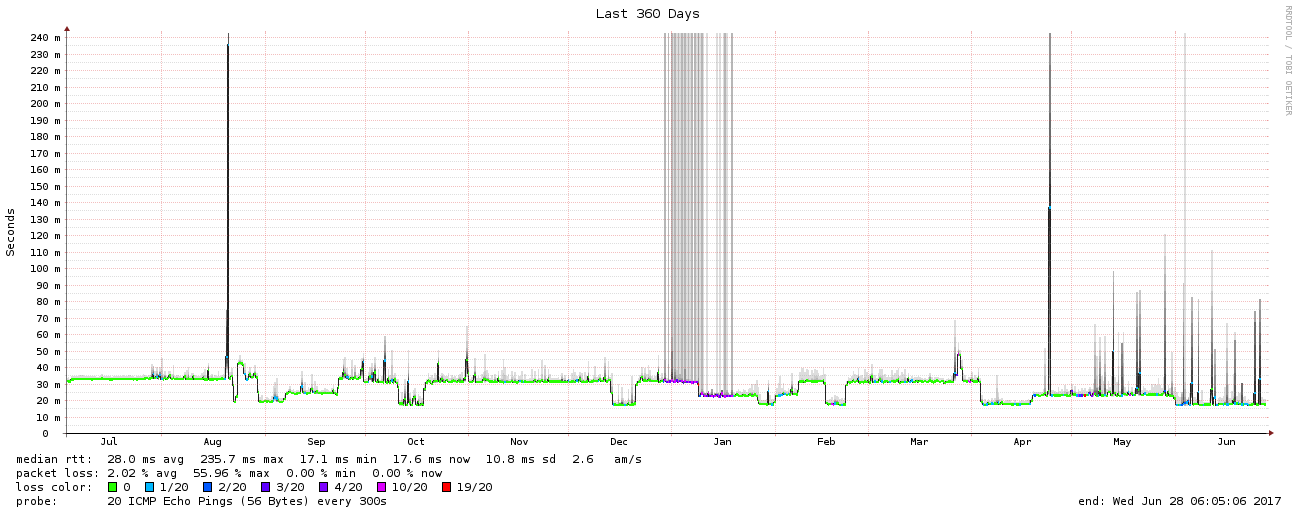 Last 360 Days
RRDTOOL / TOBI OETIKER
Seconds
240 m
230 m
220 m
210 m
200 m
190 m
180 m
170 m
160 m
150 m
140 m
130 m
120 m
110 m
100 m
90 m
80 m
70 m
60 m
50 m
40 m
30 m
20 m
10 m
0
Jul Aug Sep Oct Nov Dec Jan Feb Mar Apr May Jun
median rtt: 28.0 ms avg 235.7 ms max 17.1 ms min 17.6 ms now 10.8 ms sd 2.6 am/s
packet loss: 2.02 % avg 55.96 % max 0.00 % min 0.00 % now
loss color: 0 1/20 2/20 3/20 4/20 10/20 19/20
probe: 20 ICMP Echo Pings (56 Bytes) every 300s end: Wed Jun 28 06:05:06 2017